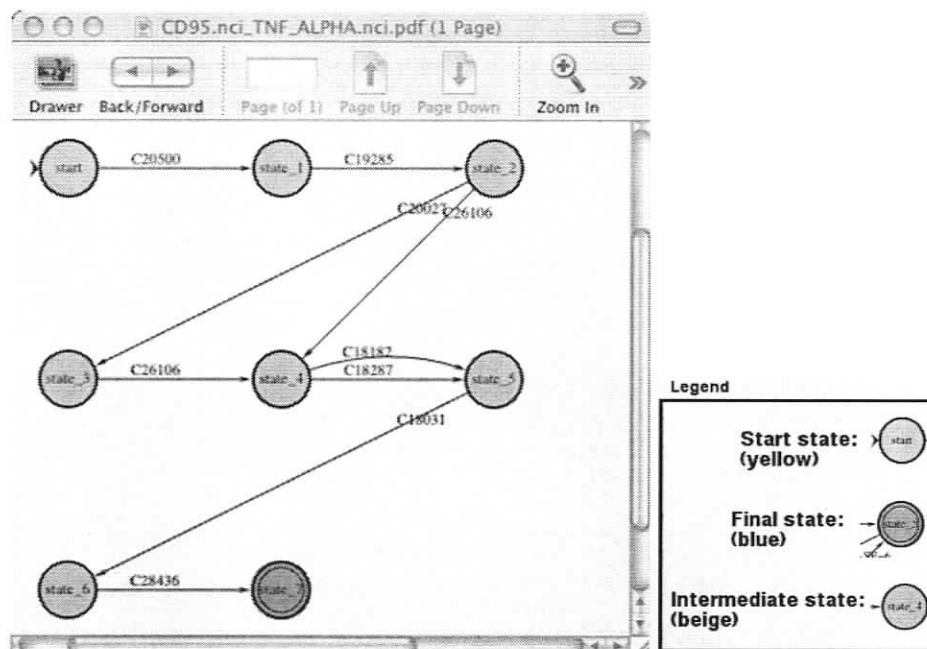 CD95.nci_TNF_ALPHA.nci.pdf (1 Page)
Drawer Back/Forward Page (of 1) Page Up Page Down Zoom In
start C20500 state_1 C19285 state_2
C20027 C26106
state_3 C26106 state_4 C18182 C18287 state_5
C18031
state_6 C28436 state_7
Legend
Start state: start
(yellow)
Final state:
(blue)
Intermediate state: state_4
(beige)